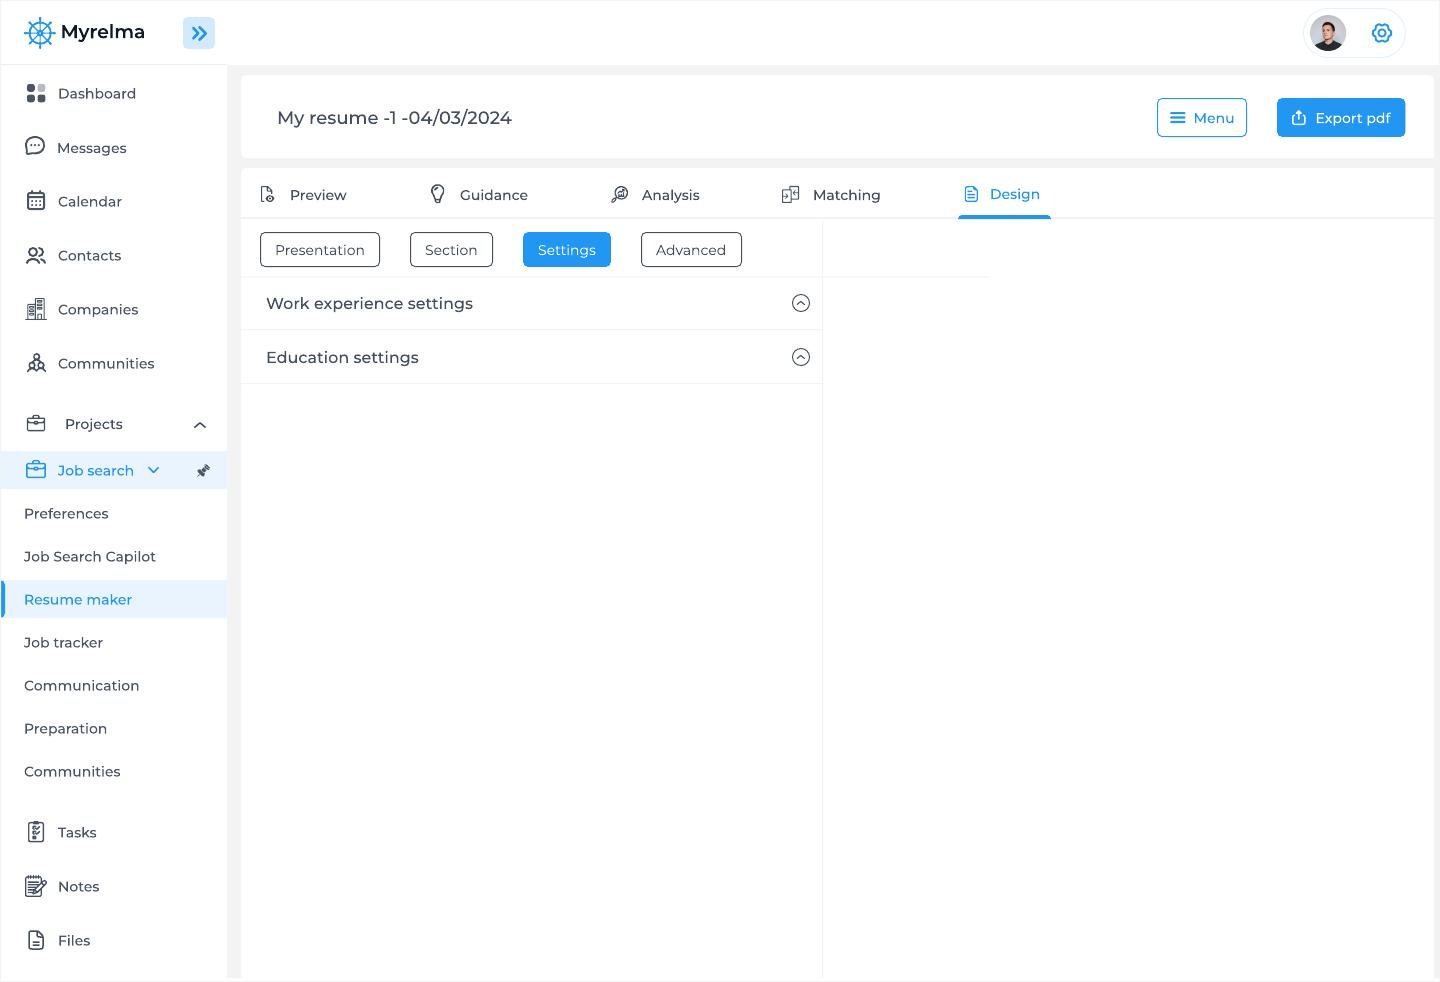 Myrelma
Dashboard
Messages
Calendar
Contacts
Companies
Communities
Projects
Job search
Preferences
Job Search Capilot
Resume maker
Job tracker
Communication
Preparation
Communities
Tasks
Notes
Files
My resume -1 -04/03/2024
Menu
Export pdf
Preview
Guidance
Analysis
Matching
Design
Presentation
Section
Settings
Advanced
Work experience settings
Education settings